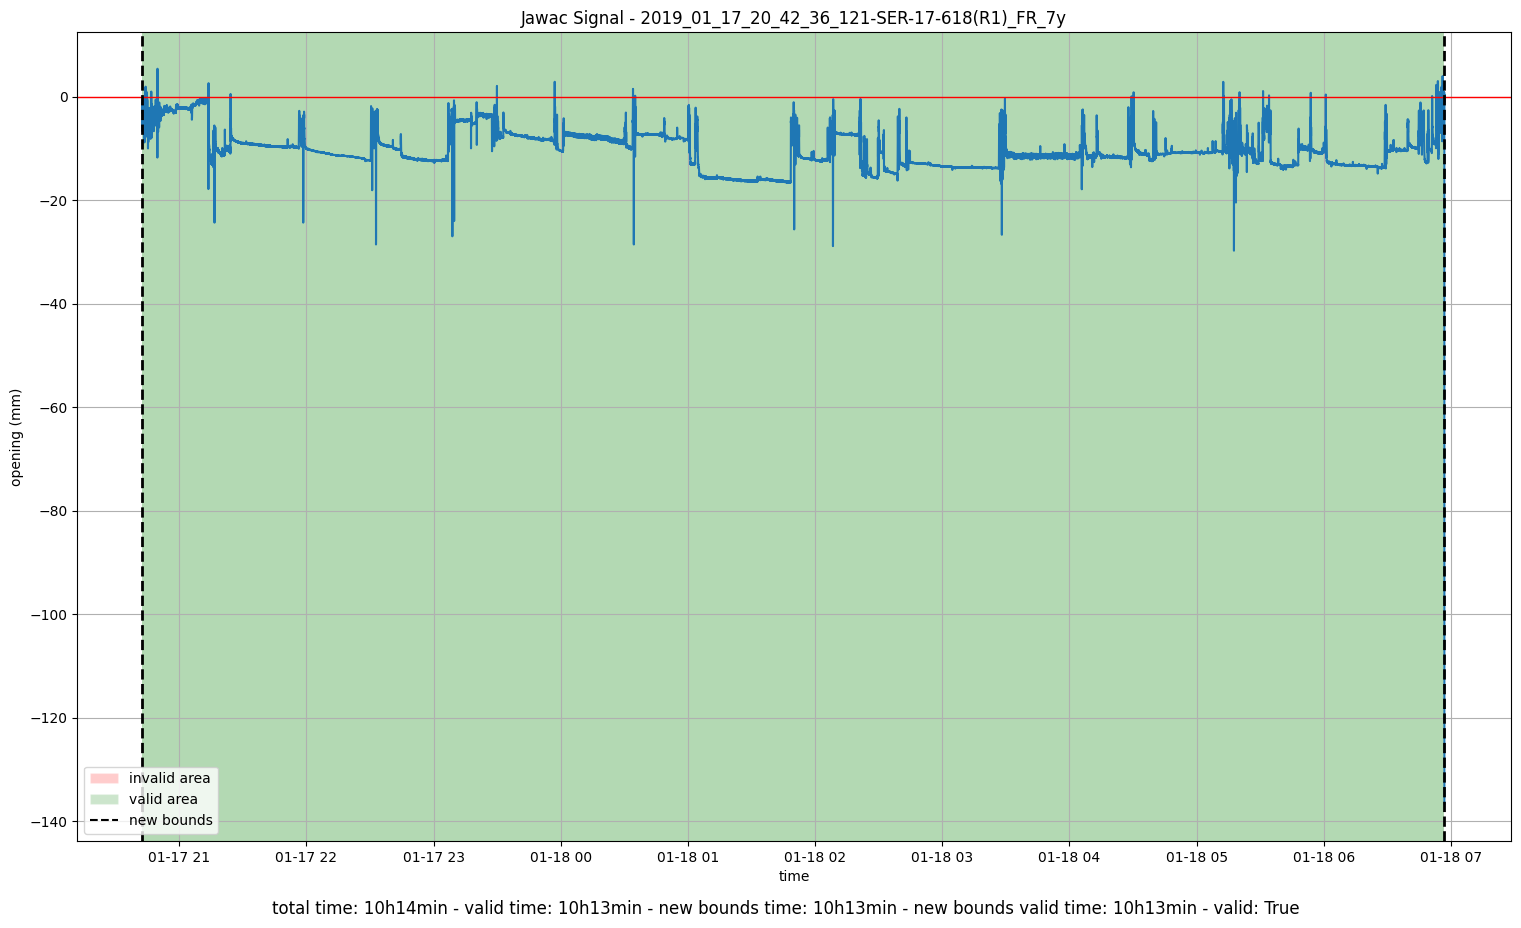 Jawac Signal - 2019_01_17_20_42_36_121-SER-17-618(R1)_FR_7y
opening (mm)
0
−20
−40
−60
−80
−100
−120
−140
invalid area
valid area
new bounds
01-17 21 01-17 22 01-17 23 01-18 00 01-18 01 01-18 02 01-18 03 01-18 04 01-18 05 01-18 06 01-18 07
time
total time: 10h14min - valid time: 10h13min - new bounds time: 10h13min - new bounds valid time: 10h13min - valid: True